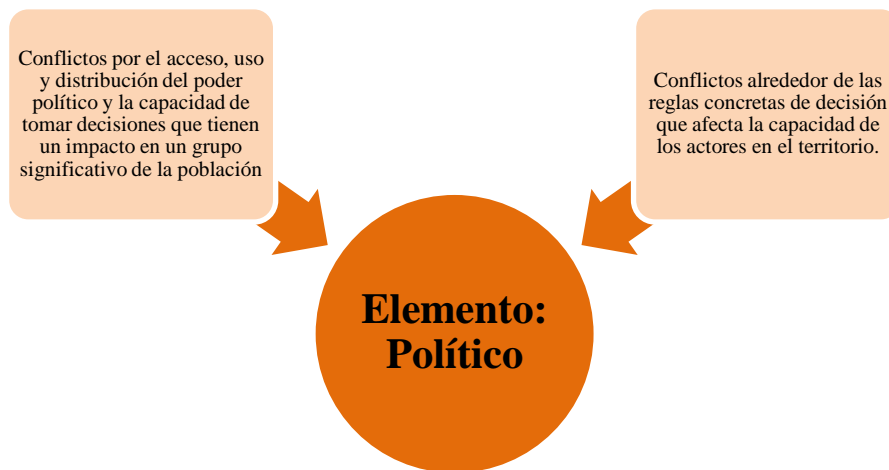 Conflictos por el acceso, uso
y distribución del poder
político y la capacidad de
tomar decisiones que tienen
un impacto en un grupo
significativo de la población
Conflictos alrededor de las
reglas concretas de decisión
que afecta la capacidad de
los actores en el territorio.
Elemento:
Político